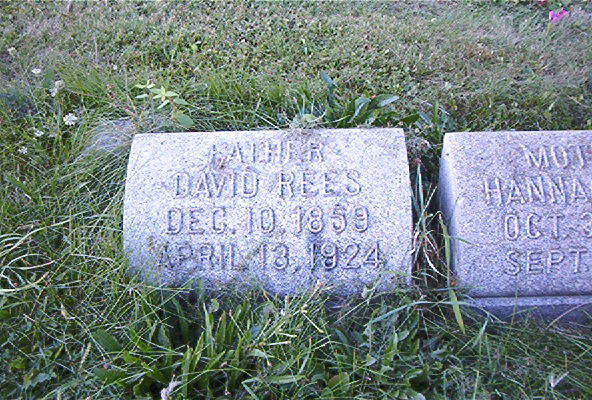 FATHER
DAVID REES
DEC. 10, 1859
APRIL 13, 1924
MOT
HANNA
OCT. 3
SEPT.